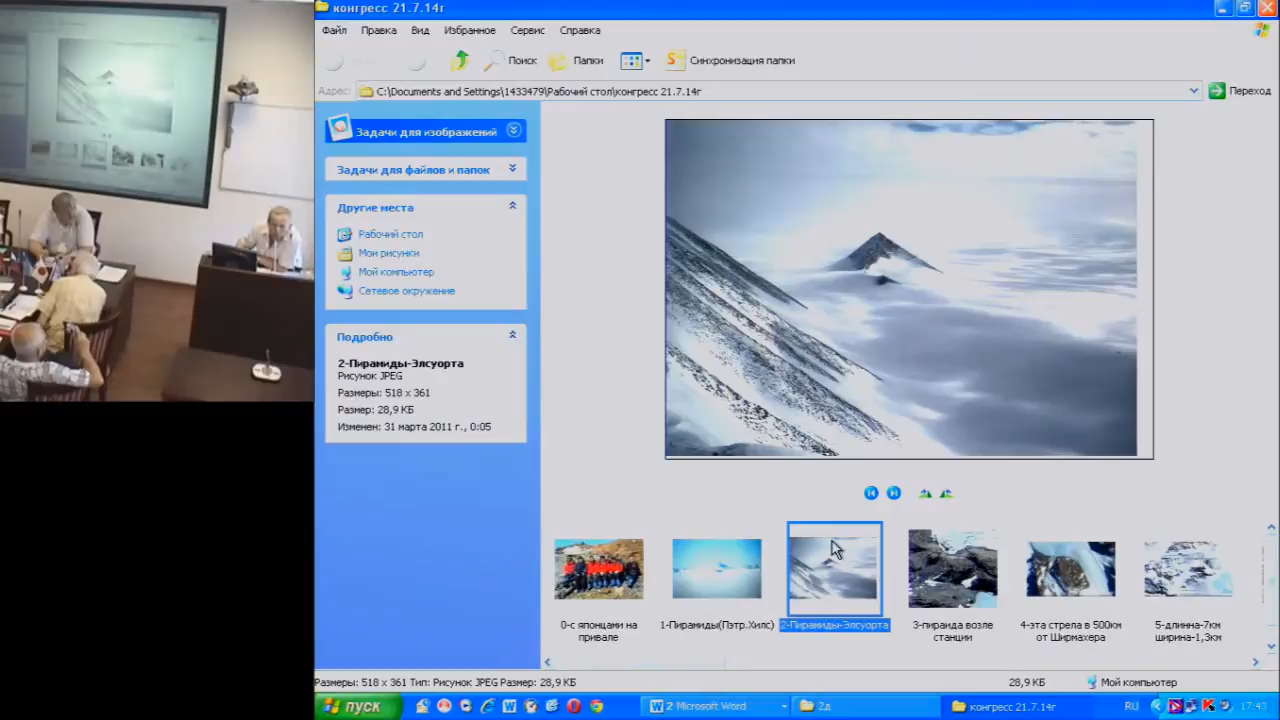 конгресс 21.7.14г
Файл Правка Вид Избранное Сервис Справка
Поиск Папки Синхронизация папки
Адрес: C:\Documents and Settings\1433479\Рабочий стол\конгресс 21.7.14г Переход
Задачи для изображений
Задачи для файлов и папок
Другие места
Рабочий стол
Мои рисунки
Мой компьютер
Сетевое окружение
Подробно
2-Пирамиды-Элсуорта
Рисунок JPEG
Размеры: 518 x 361
Размер: 28,9 КБ
Изменен: 31 марта 2011 г., 0:05
0-с японцами на привале
1-Пирамиды(Пэтр.Хилс)
2-Пирамиды-Элсуорта
3-пираида возле станции
4-эта стрела в 500км от Ширмахера
5-длинна-7км ширина-1,3км
Размеры: 518 x 361 Тип: Рисунок JPEG Размер: 28,9 КБ 28,9 КБ Мой компьютер
пуск 2 Microsoft Word 2д конгресс 21.7.14г RU 17:43